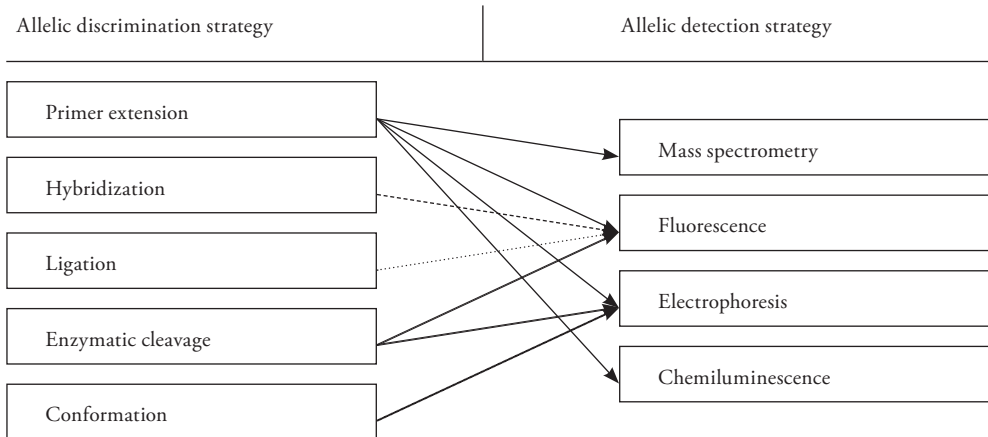 Allelic discrimination strategy
Allelic detection strategy
Primer extension
Hybridization
Ligation
Enzymatic cleavage
Conformation
Mass spectrometry
Fluorescence
Electrophoresis
Chemiluminescence